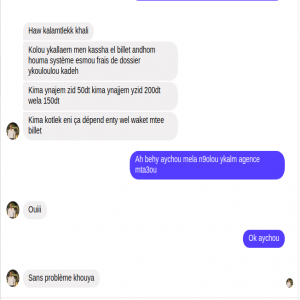 Haw kalamtlekk khali
Kolou ykallaem men kassha el billet andhom
houma système esmou frais de dossier
ykouloulou kadeh
Kima ynajem zid 50dt kima ynajjem yzid 200dt
wela 150dt
Kima kotlek eni ça dépend enty wel waket mtee
billet
Ah behy aychou mela n9olou ykalm agence
mta3ou
Ouiii
Ok aychou
Sans problème khouya